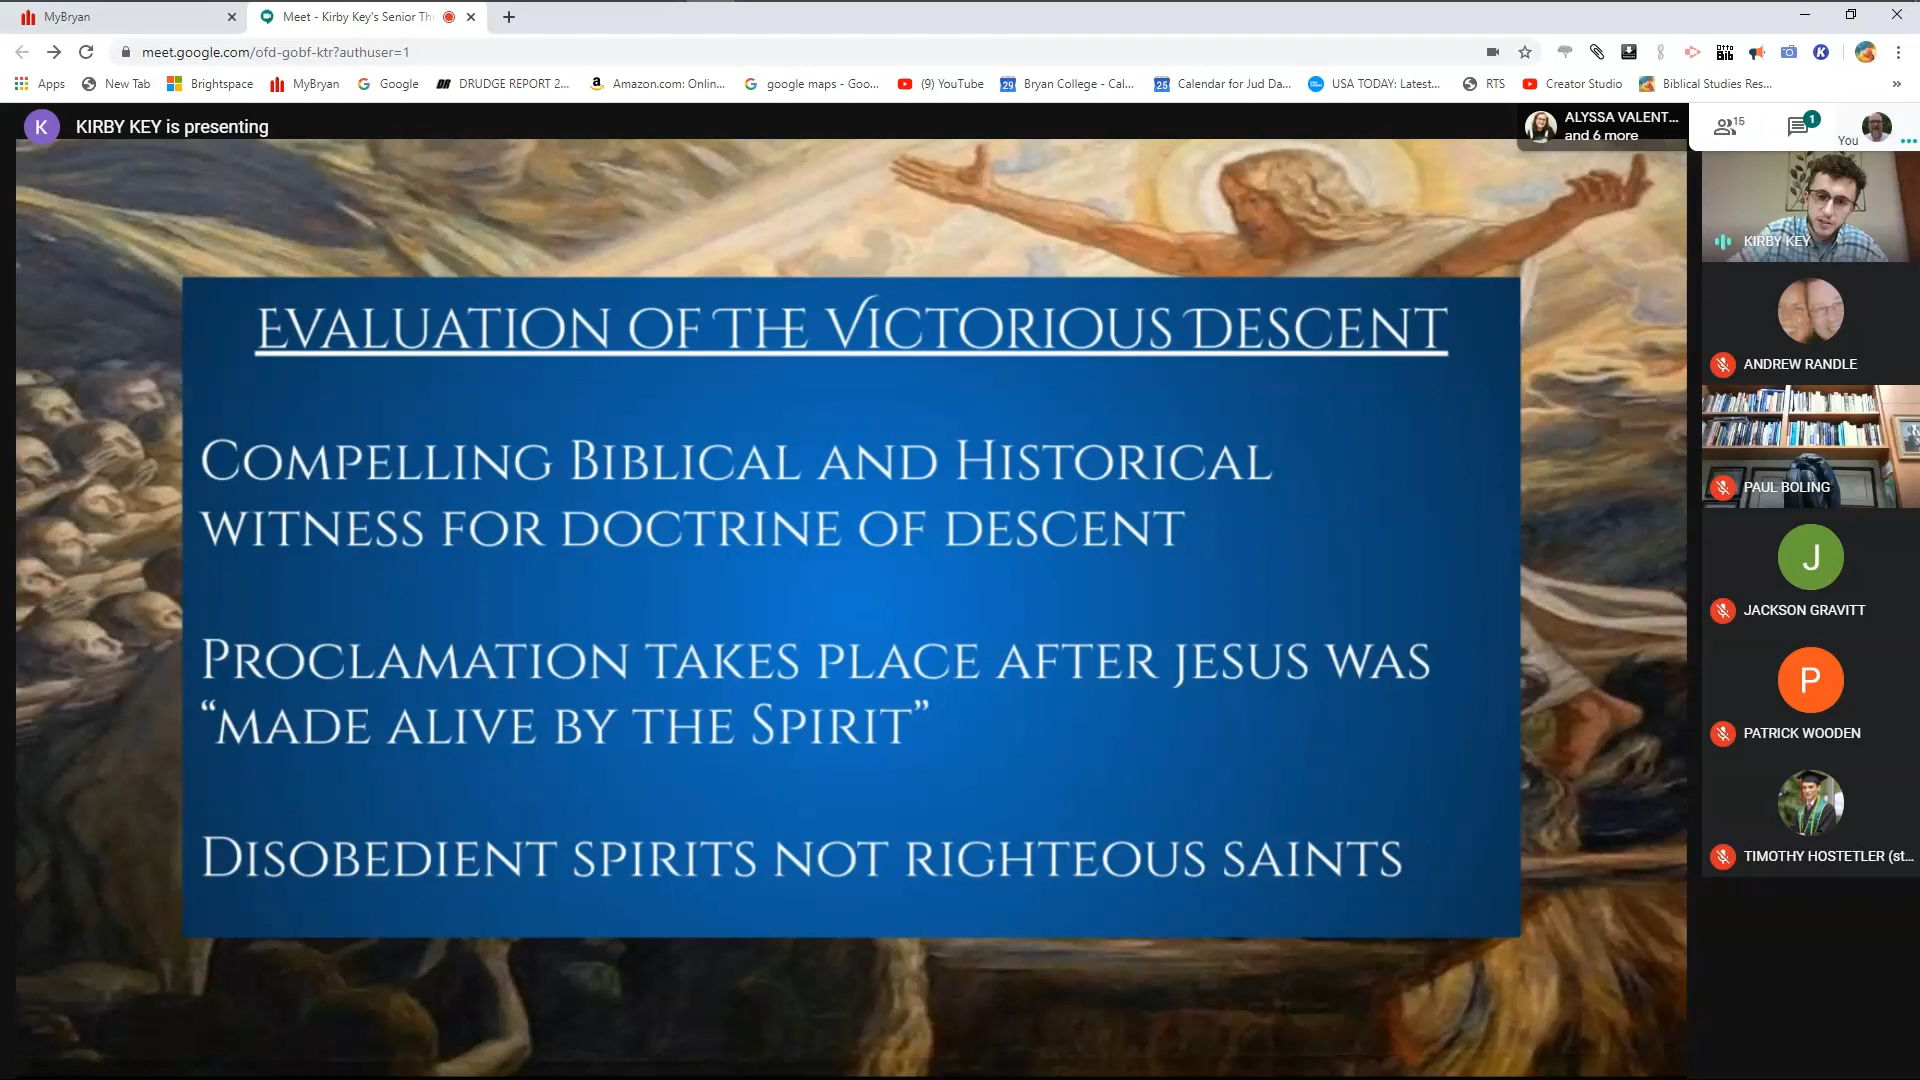 MyBryan
Meet - Kirby Key's Senior Th
meet.google.com/ofd-gobf-ktr?authuser=1
Apps
New Tab
Brightspace
MyBryan
Google
DRUDGE REPORT 2...
Amazon.com: Onlin...
google maps - Goo...
(9) YouTube
29
Bryan College - Cal...
25
Calendar for Jud Da...
USA TODAY: Latest...
RTS
Creator Studio
Biblical Studies Res...
»
K
KIRBY KEY is presenting
ALYSSA VALENT...
and 6 more
15
1
You
Evaluation of The Victorious Descent
Compelling Biblical and Historical
witness for doctrine of descent
Proclamation takes place after Jesus was
“made alive by the Spirit”
Disobedient spirits not righteous saints
KIRBY KEY
ANDREW RANDLE
PAUL BOLING
J
JACKSON GRAVITT
P
PATRICK WOODEN
TIMOTHY HOSTETLER (st...